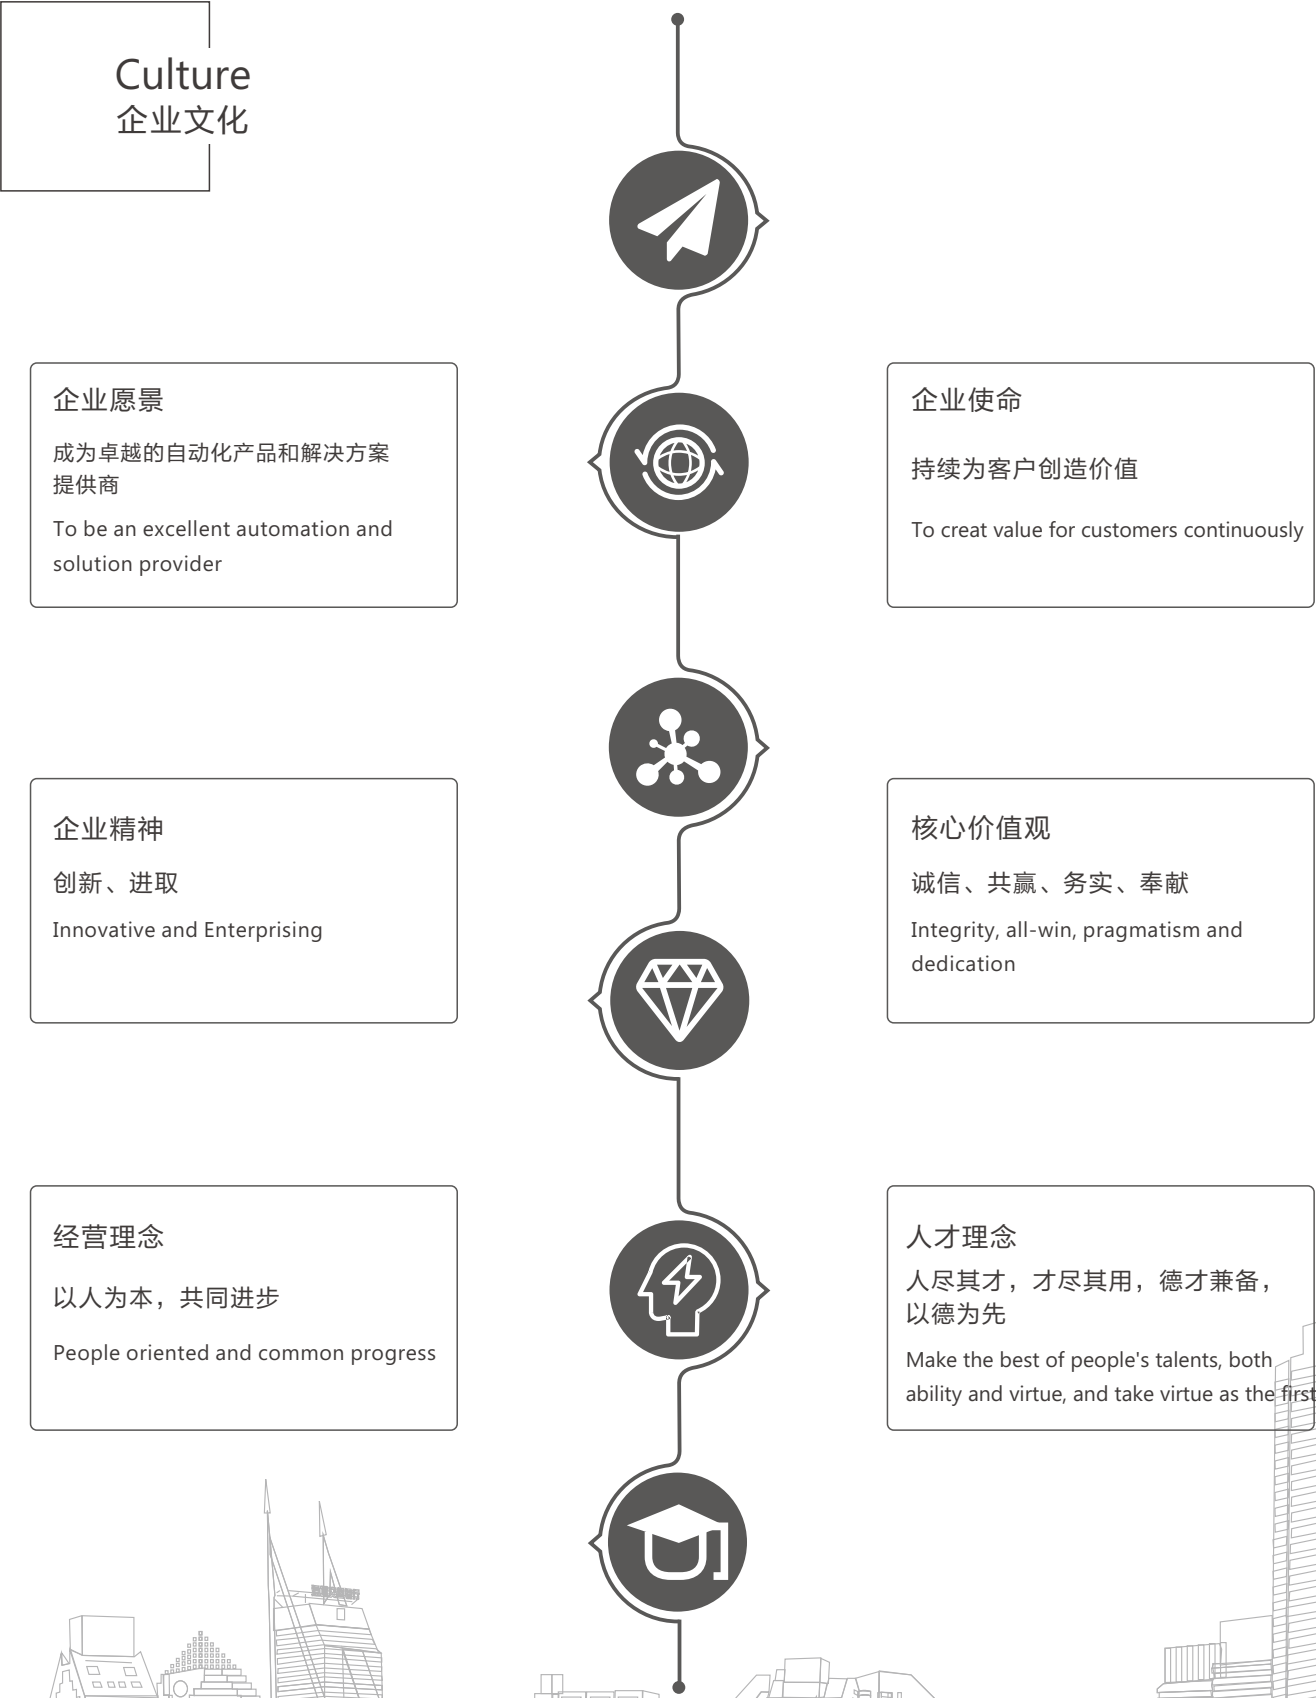 Culture
企业文化
企业愿景
成为卓越的自动化产品和解决方案
提供商
To be an excellent automation and
solution provider
企业使命
持续为客户创造价值
To creat value for customers continuously
企业精神
创新、进取
Innovative and Enterprising
核心价值观
诚信、共赢、务实、奉献
Integrity, all-win, pragmatism and
dedication
经营理念
以人为本，共同进步
People oriented and common progress
人才理念
人尽其才，才尽其用，德才兼备，
以德为先
Make the best of people's talents, both
ability and virtue, and take virtue as the first